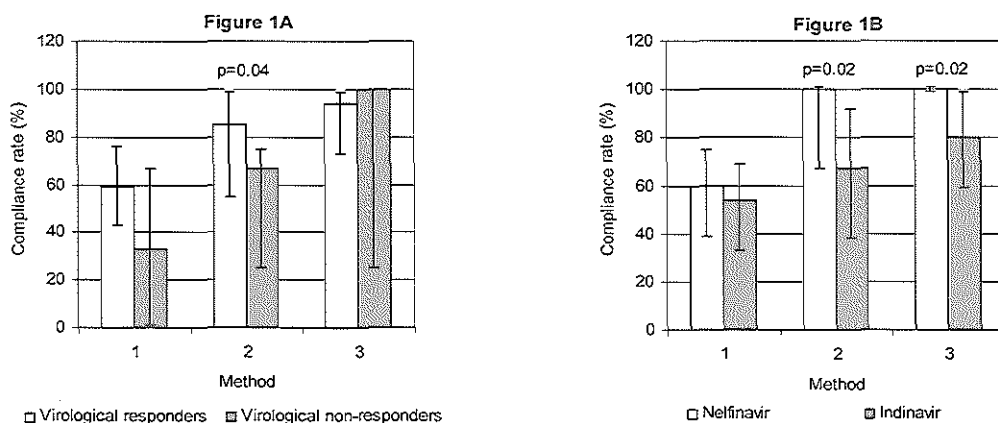 Figure 1A
120
100
80
60
40
20
0
p=0.04
Compliance rate (%)
1 2 3
Method
Virological responders Virological non-responders
Figure 1B
120
100
80
60
40
20
0
p=0.02 p=0.02
Compliance rate (%)
1 2 3
Method
Nelfinavir Indinavir